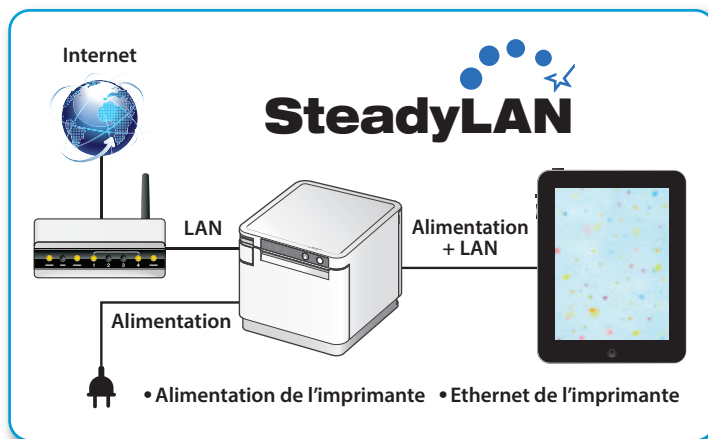 Internet
SteadyLAN
LAN
Alimentation
+ LAN
Alimentation
• Alimentation de l’imprimante • Ethernet de l’imprimante